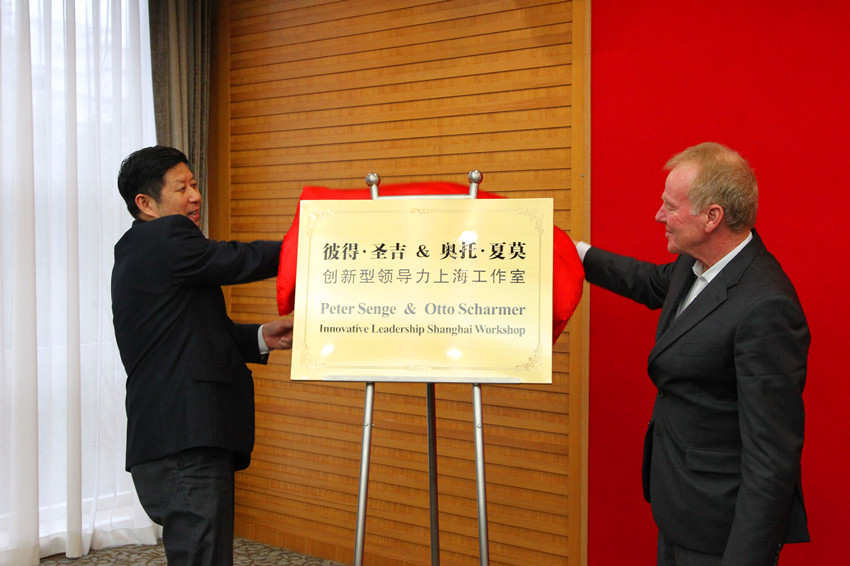 彼得·圣吉 & 奥托·夏莫
创新型领导力上海工作室
Peter Senge & Otto Scharmer
Innovative Leadership Shanghai Workshop